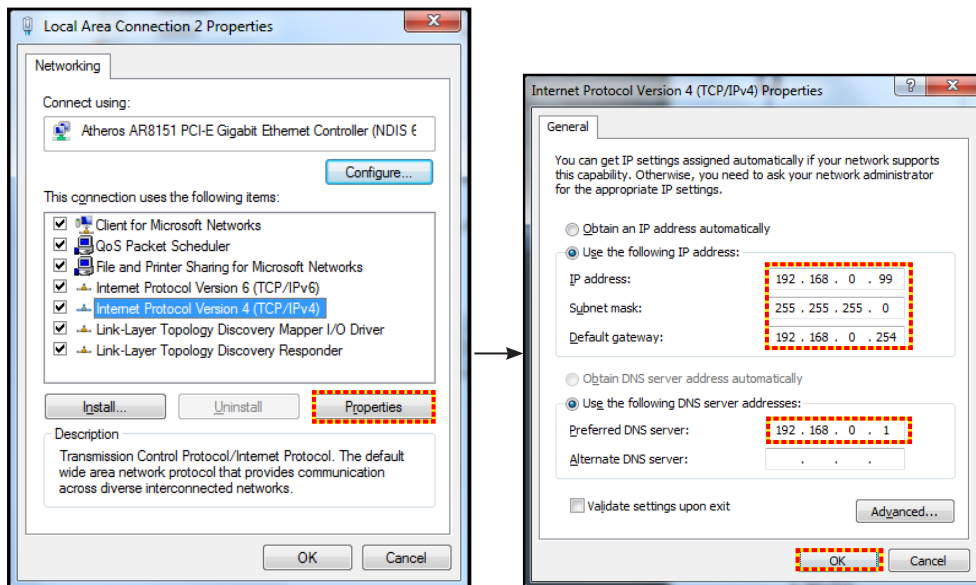 Local Area Connection 2 Properties
Networking
Connect using:
Atheros AR8151 PCI-E Gigabit Ethernet Controller (NDIS 6
Configure...
This connection uses the following items:
Client for Microsoft Networks
QoS Packet Scheduler
File and Printer Sharing for Microsoft Networks
Internet Protocol Version 6 (TCP/IPv6)
Internet Protocol Version 4 (TCP/IPv4)
Link-Layer Topology Discovery Mapper I/O Driver
Link-Layer Topology Discovery Responder
Install...
Uninstall
Properties
Description
Transmission Control Protocol/Internet Protocol. The default
wide area network protocol that provides communication
across diverse interconnected networks.
OK
Cancel
Internet Protocol Version 4 (TCP/IPv4) Properties
General
You can get IP settings assigned automatically if your network supports
this capability. Otherwise, you need to ask your network administrator
for the appropriate IP settings.
Obtain an IP address automatically
Use the following IP address:
IP address: 192 . 168 . 0 . 99
Subnet mask: 255 . 255 . 255 . 0
Default gateway: 192 . 168 . 0 . 254
Obtain DNS server address automatically
Use the following DNS server addresses:
Preferred DNS server: 192 . 168 . 0 . 1
Alternate DNS server: . . .
Validate settings upon exit
Advanced...
OK
Cancel